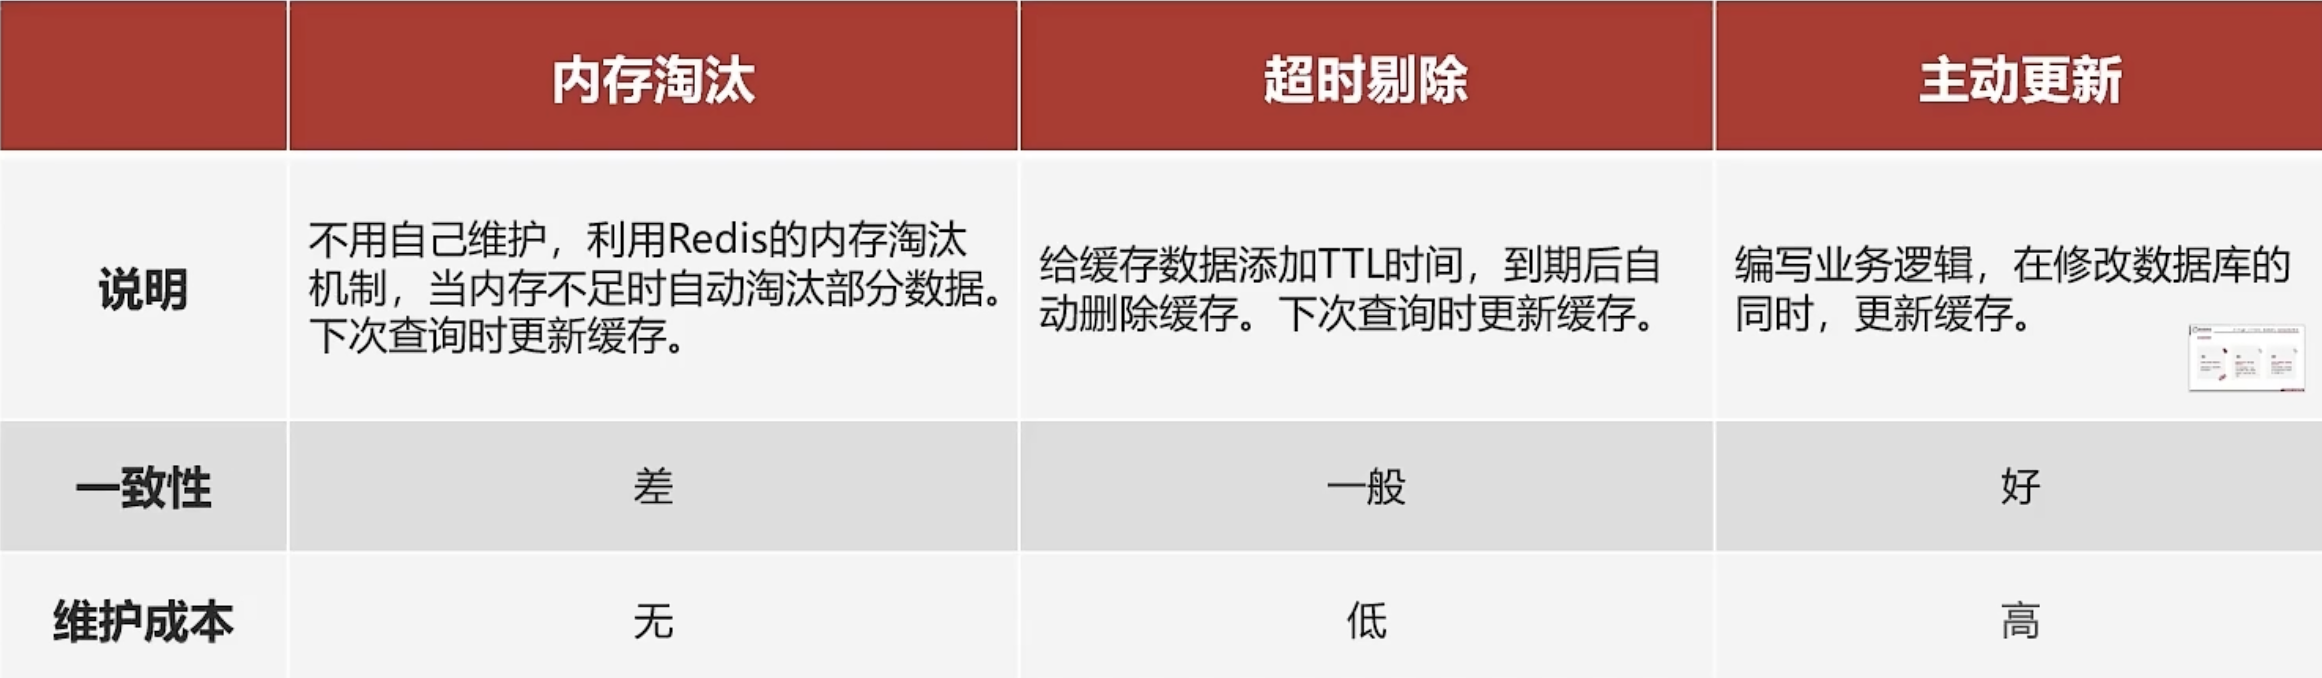 内存淘汰
超时剔除
主动更新
说明
不用自己维护，利用Redis的内存淘汰
机制，当内存不足时自动淘汰部分数据。
下次查询时更新缓存。
给缓存数据添加TTL时间，到期后自
动删除缓存。下次查询时更新缓存。
编写业务逻辑，在修改数据库的
同时，更新缓存。
一致性
差
一般
好
维护成本
无
低
高